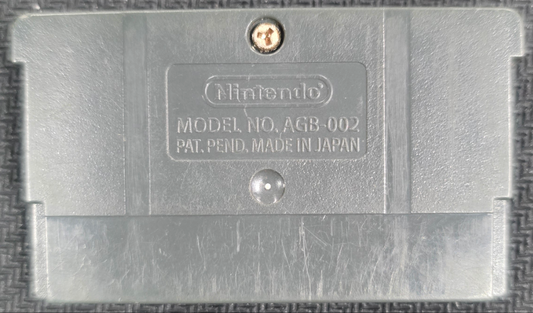 Nintendo
MODEL NO. AGB-002
PAT. PEND. MADE IN JAPAN